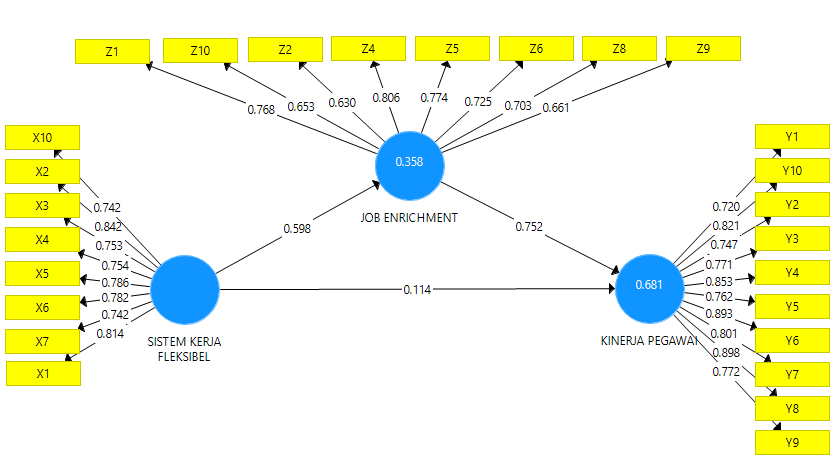 Z1
Z10
Z2
Z4
Z5
Z6
Z8
Z9
0.768
0.653
0.630
0.806
0.774
0.725
0.703
0.661
0.358
JOB ENRICHMENT
X10
X2
X3
X4
X5
X6
X7
X1
0.742
0.842
0.753
0.754
0.786
0.782
0.742
0.814
SISTEM KERJA
FLEKSIBEL
0.598
0.752
0.114
0.681
KINERJA PEGAWAI
0.720
0.821
0.747
0.771
0.853
0.762
0.893
0.801
0.898
0.772
Y1
Y10
Y2
Y3
Y4
Y5
Y6
Y7
Y8
Y9